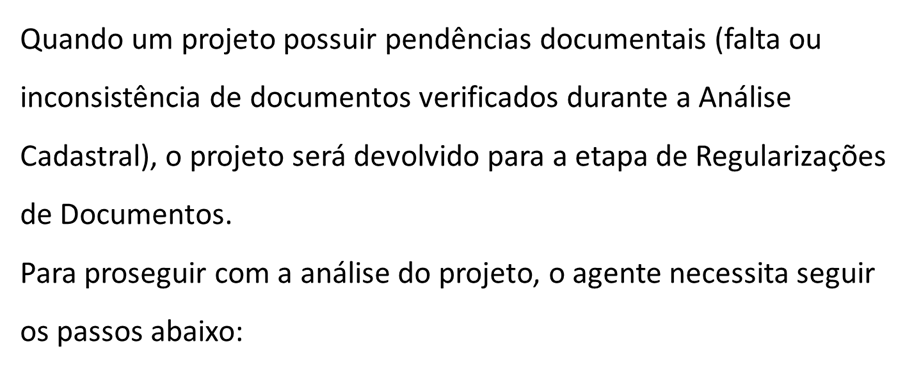 Quando um projeto possuir pendências documentais (falta ou
inconsistência de documentos verificados durante a Análise
Cadastral), o projeto será devolvido para a etapa de Regularizações
de Documentos.
Para proseguir com a análise do projeto, o agente necessita seguir
os passos abaixo: